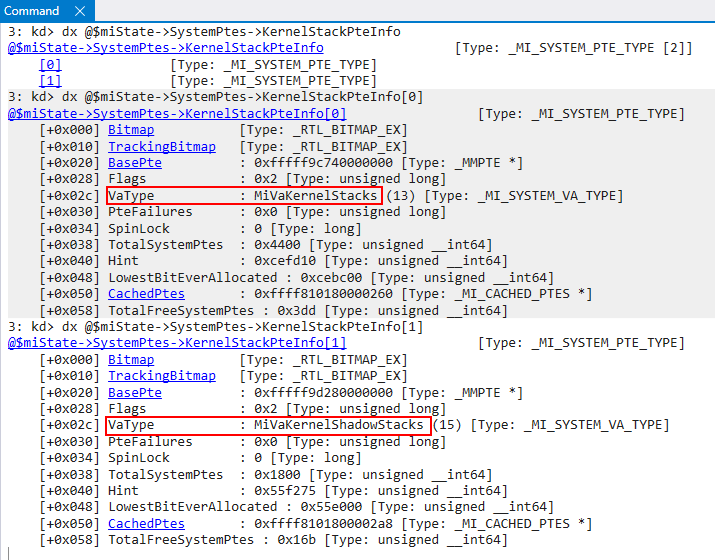 Command
3: kd> dx @$miState->SystemPtes->KernelStackPteInfo
@$miState->SystemPtes->KernelStackPteInfo [Type: _MI_SYSTEM_PTE_TYPE [2]]
[0] [Type: _MI_SYSTEM_PTE_TYPE]
[1] [Type: _MI_SYSTEM_PTE_TYPE]
3: kd> dx @$miState->SystemPtes->KernelStackPteInfo[0]
@$miState->SystemPtes->KernelStackPteInfo[0] [Type: _MI_SYSTEM_PTE_TYPE]
[+0x000] Bitmap [Type: _RTL_BITMAP_EX]
[+0x010] TrackingBitmap [Type: _RTL_BITMAP_EX]
[+0x020] BasePte : 0xfffff9c740000000 [Type: _MMPTE *]
[+0x028] Flags : 0x2 [Type: unsigned long]
[+0x02c] VaType : MiVaKernelStacks (13) [Type: _MI_SYSTEM_VA_TYPE]
[+0x030] PteFailures : 0x0 [Type: unsigned long]
[+0x034] SpinLock : 0 [Type: long]
[+0x038] TotalSystemPtes : 0x4400 [Type: unsigned __int64]
[+0x040] Hint : 0xcefd10 [Type: unsigned __int64]
[+0x048] LowestBitEverAllocated : 0xcebc00 [Type: unsigned __int64]
[+0x050] CachedPtes : 0xffff810180000260 [Type: _MI_CACHED_PTES *]
[+0x058] TotalFreeSystemPtes : 0x3dd [Type: unsigned __int64]
3: kd> dx @$miState->SystemPtes->KernelStackPteInfo[1]
@$miState->SystemPtes->KernelStackPteInfo[1] [Type: _MI_SYSTEM_PTE_TYPE]
[+0x000] Bitmap [Type: _RTL_BITMAP_EX]
[+0x010] TrackingBitmap [Type: _RTL_BITMAP_EX]
[+0x020] BasePte : 0xfffff9d280000000 [Type: _MMPTE *]
[+0x028] Flags : 0x2 [Type: unsigned long]
[+0x02c] VaType : MiVaKernelShadowStacks (15) [Type: _MI_SYSTEM_VA_TYPE]
[+0x030] PteFailures : 0x0 [Type: unsigned long]
[+0x034] SpinLock : 0 [Type: long]
[+0x038] TotalSystemPtes : 0x1800 [Type: unsigned __int64]
[+0x040] Hint : 0x55f275 [Type: unsigned __int64]
[+0x048] LowestBitEverAllocated : 0x55e000 [Type: unsigned __int64]
[+0x050] CachedPtes : 0xffff8101800002a8 [Type: _MI_CACHED_PTES *]
[+0x058] TotalFreeSystemPtes : 0x16b [Type: unsigned __int64]